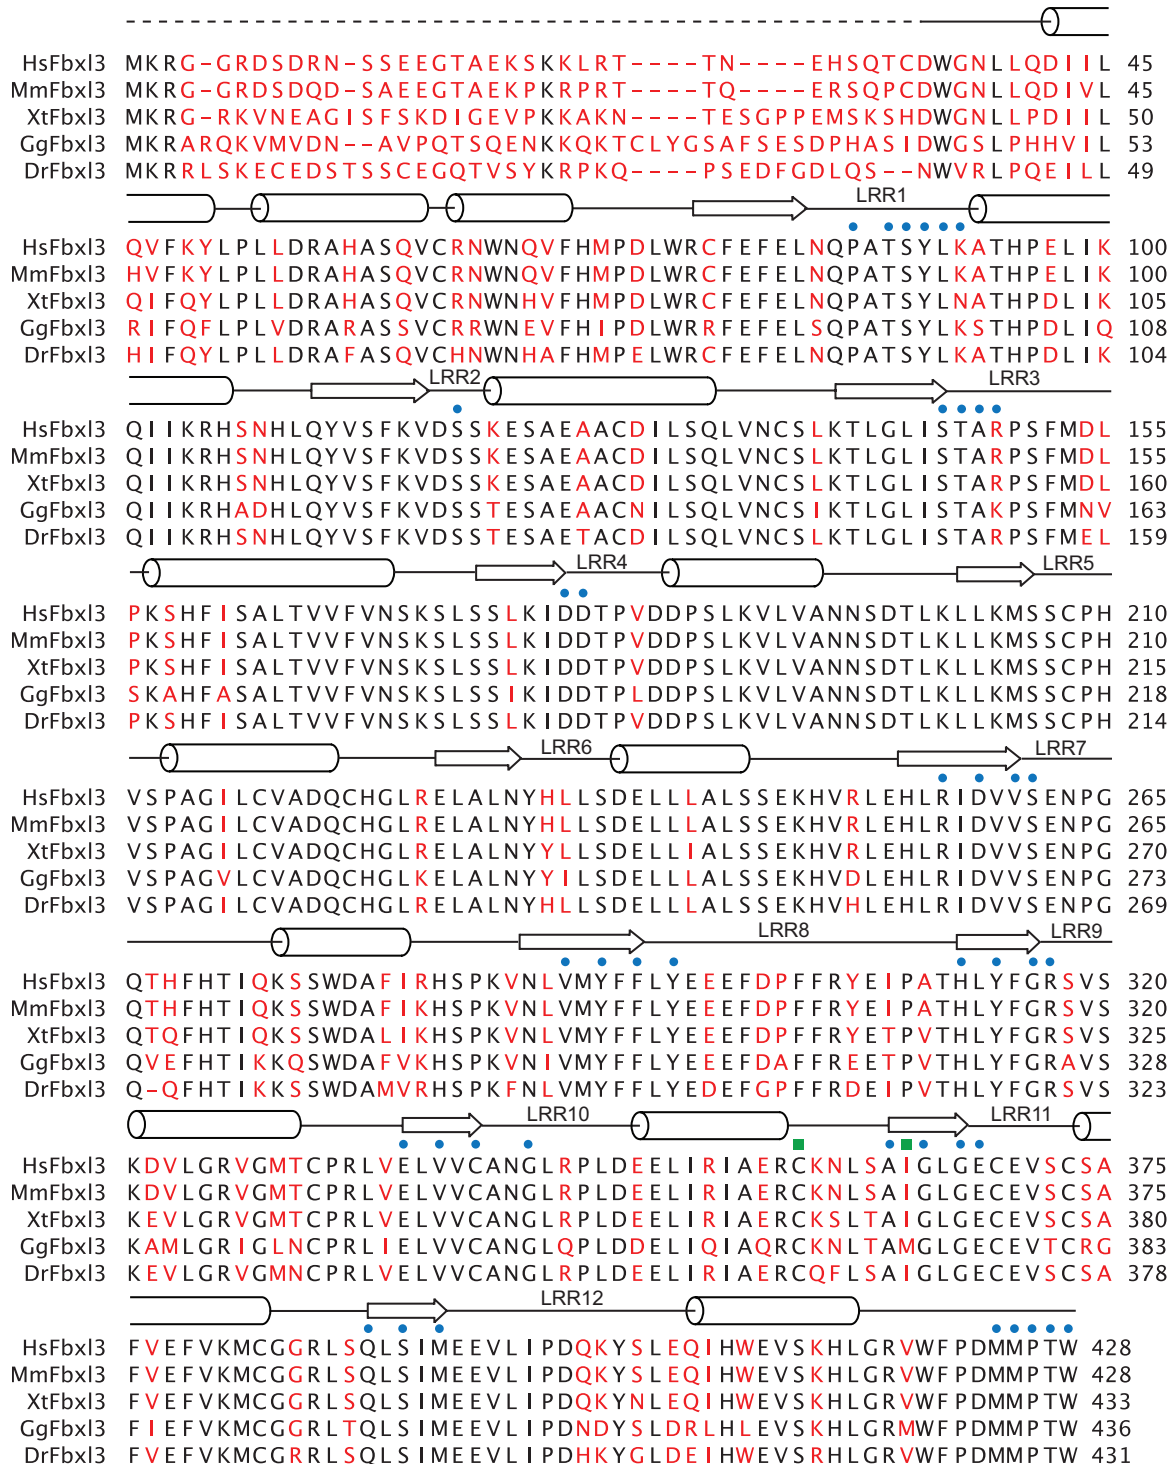 HsFbxl3 MKRG-GRDSDRN-SSEEGTAEKSKKLRT----TN----EHSQTCDWGNLLQDIIL 45
MmFbxl3 MKRG-GRDSDQD-SAEEGTAEKPKRPRT----TQ----ERSQPCDWGNLLQDIVL 45
XtFbxl3 MKRG-RKVNEAGISFSKDIGEVPKKAKN----TESGPPEMSKSHDWGNLLPDIIL 50
GgFbxl3 MKRARQKVMVDN--AVPQTSQENKKQKTCLYGSAFSESDPHASIDWGSLPHHVIL 53
DrFbxl3 MKRRLSKECEDSTSSCEGQTVSYKRPKQ----PSEDFGDLQS--NWVRLPQEILL 49
LRR1
HsFbxl3 QVFKYLPLLDRAHASQVCRNWNQVFHMPDLWRCFEFELNQPATSYLKATHPELIK 100
MmFbxl3 HVFKYLPLLDRAHASQVCRNWNQVFHMPDLWRCFEFELNQPATSYLKATHPELIK 100
XtFbxl3 QIFQYLPLLDRAHASQVCRNWNHVFHMPDLWRCFEFELNQPATSYLNATHPDLIK 105
GgFbxl3 RIFQFLPLVDRARASSVCRRWNEVFHIPDLWRRFEFELSQPATSYLKSTHPDLIQ 108
DrFbxl3 HIFQYLPLLDRAFASQVCHNWNHAFHMPELWRCFEFELNQPATSYLKATHPDLIK 104
LRR2 LRR3
HsFbxl3 QIIKRHSNHLQYVSFKVDSSKESAEAACDILSQLVNCSLKTLGLISTARPSFMDL 155
MmFbxl3 QIIKRHSNHLQYVSFKVDSSKESAEAACDILSQLVNCSLKTLGLISTARPSFMDL 155
XtFbxl3 QIIKRHSNHLQYVSFKVDSSKESAEAACDILSQLVNCSLKTLGLISTARPSFMDL 160
GgFbxl3 QIIKRHADHLQYVSFKVDSSTESAEAACNILSQLVNCSIKTLGLISTAKPSFMNV 163
DrFbxl3 QIIKRHSNHLQYVSFKVDSSTESAETACDILSQLVNCSLKTLGLISTARPSFMEL 159
LRR4 LRR5
HsFbxl3 PKSHFISALTVVFVNSKSLSSLKIDDTPVDDPSLKVLVANNSDTLKLLKMSSCPH 210
MmFbxl3 PKSHFISALTVVFVNSKSLSSLKIDDTPVDDPSLKVLVANNSDTLKLLKMSSCPH 210
XtFbxl3 PKSHFISALTVVFVNSKSLSSLKIDDTPVDDPSLKVLVANNSDTLKLLKMSSCPH 215
GgFbxl3 SKAHFASALTVVFVNSKSLSSIKIDDTPLDDPSLKVLVANNSDTLKLLKMSSCPH 218
DrFbxl3 PKSHFISALTVVFVNSKSLSSLKIDDTPVDDPSLKVLVANNSDTLKLLKMSSCPH 214
LRR6 LRR7
HsFbxl3 VSPAGILCVADQCHGLRELALNYHLLSDELLLALSSEKHVRLEHLRIDVVSENPG 265
MmFbxl3 VSPAGILCVADQCHGLRELALNYHLLSDELLLALSSEKHVRLEHLRIDVVSENPG 265
XtFbxl3 VSPAGILCVADQCHGLRELALNYYLLSDELLIALSSEKHVRLEHLRIDVVSENPG 270
GgFbxl3 VSPAGVLCVADQCHGLKELALNYYILSDELLLALSSEKHVDLEHLRIDVVSENPG 273
DrFbxl3 VSPAGILCVADQCHGLRELALNYHLLSDELLLALSSEKHVHLEHLRIDVVSENPG 269
LRR8 LRR9
HsFbxl3 QTHFHTIQKSSWDAFIRHSPKVNLVMYFFLYEEEFDPFFRYEIPATHLYFGRSVS 320
MmFbxl3 QTHFHTIQKSSWDAFIKHSPKVNLVMYFFLYEEEFDPFFRYEIPATHLYFGRSVS 320
XtFbxl3 QTQFHTIQKSSWDALIKHSPKVNLVMYFFLYEEEFDPFFRYETPVTHLYFGRSVS 325
GgFbxl3 QVEFHTIKKQSWDAFVKHSPKVNIVMYFFLYEEEFDAFFREETPVTHLYFGRAVS 328
DrFbxl3 Q-QFHTIKKSSWDAMVRHSPKFNLVMYFFLYEDEFGPFFRDEIPVTHLYFGRSVS 323
LRR10 LRR11
HsFbxl3 KDVLGRVGMTCPRLVELVVCANGLRPLDEELIRIAERCKNLSAIGLGECEVSCSA 375
MmFbxl3 KDVLGRVGMTCPRLVELVVCANGLRPLDEELIRIAERCKNLSAIGLGECEVSCSA 375
XtFbxl3 KEVLGRVGMTCPRLVELVVCANGLRPLDEELIRIAERCKSLTAIGLGECEVSCSA 380
GgFbxl3 KAMLGRIGLNCPRLIELVVCANGLQPLDDELIQIAQRCKNLTAMGLGECEVTCRG 383
DrFbxl3 KEVLGRVGMNCPRLVELVVCANGLRPLDEELIRIAERCQFLSAIGLGECEVSCSA 378
LRR12
HsFbxl3 FVEFVKMCGGRLSQLSIMEEVLIPDQKYSLEQIHWEVSKHLGRVWFPDMMPTW 428
MmFbxl3 FVEFVKMCGGRLSQLSIMEEVLIPDQKYSLEQIHWEVSKHLGRVWFPDMMPTW 428
XtFbxl3 FVEFVKMCGGRLSQLSIMEEVLIPDQKYNLEQIHWEVSKHLGRVWFPDMMPTW 433
GgFbxl3 FIEFVKMCGGRLTQLSIMEEVLIPDNDYSLDRLHLEVSKHLGRMWFPDMMPTW 436
DrFbxl3 FVEFVKMCGRRLSQLSIMEEVLIPDHKYGLDEIHWEVSRHLGRVWFPDMMPTW 431